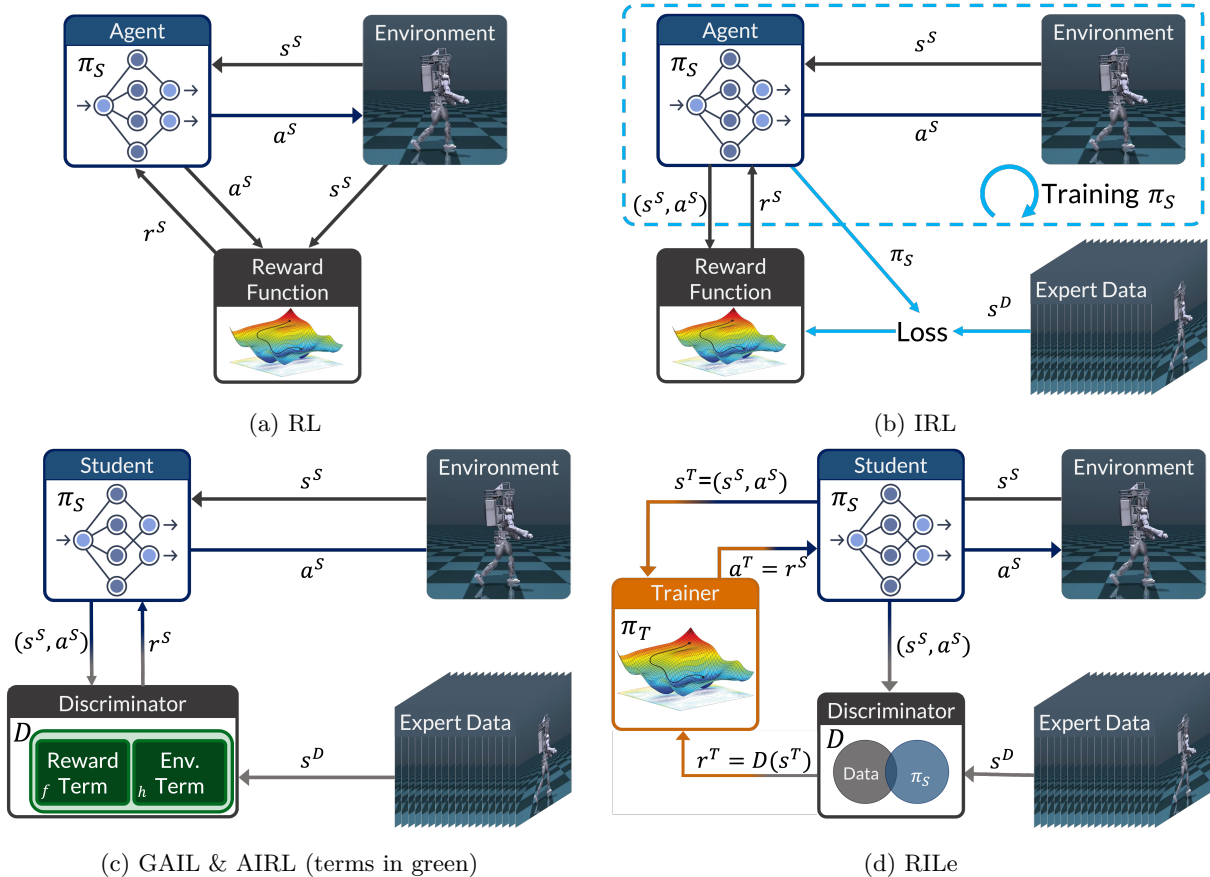 Agent
π_S
s^S
a^S
Environment
a^S
s^S
r^S
Reward
Function
(a) RL
Agent
π_S
s^S
a^S
Training π_S
(s^S, a^S)
r^S
π_S
Reward
Function
Loss
s^D
Expert Data
(b) IRL
Student
π_S
s^S
a^S
Environment
(s^S, a^S)
r^S
Discriminator
D
Reward
Term
f
Env.
Term
h
s^D
Expert Data
(c) GAIL & AIRL (terms in green)
s^T=(s^S, a^S)
Student
π_S
s^S
a^S
Environment
a^T = r^S
Trainer
π_T
(s^S, a^S)
Discriminator
D
Data
π_S
r^T = D(s^T)
s^D
Expert Data
(d) RILe